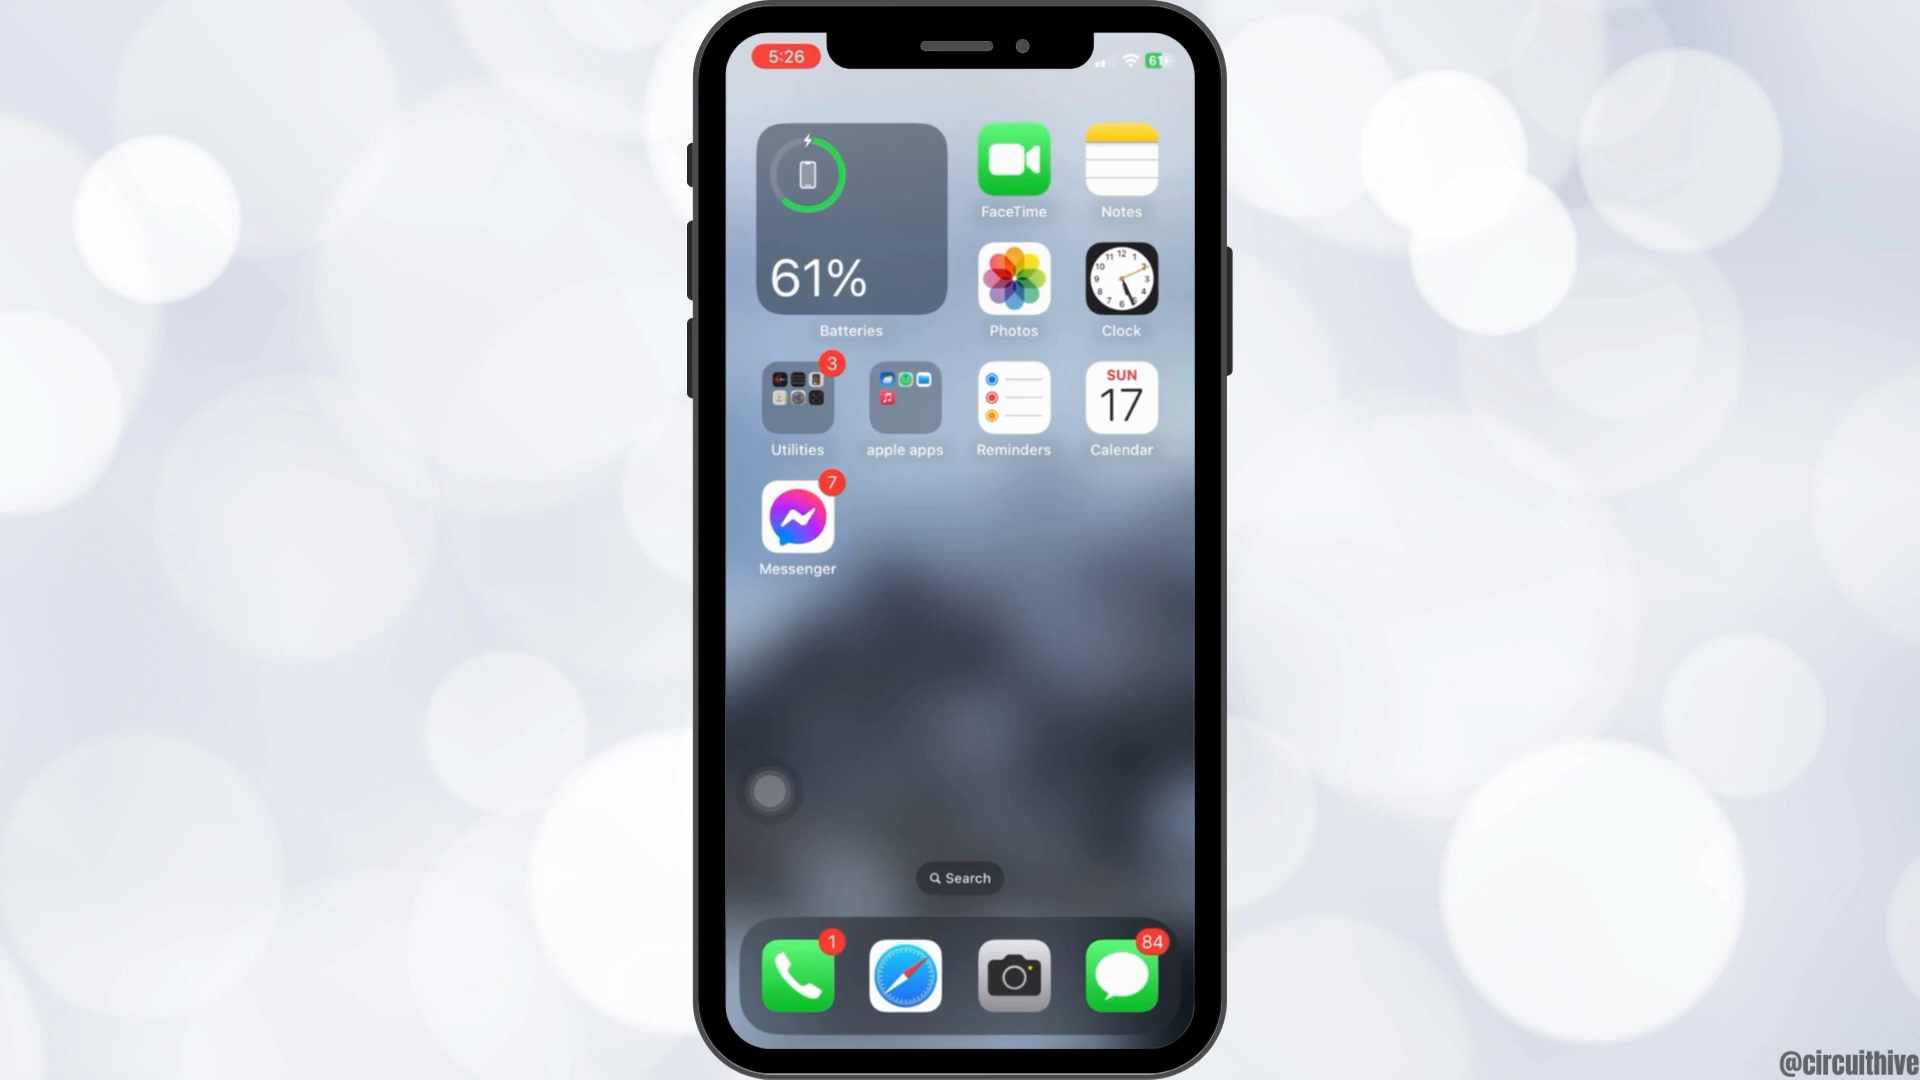 5:26
61
61%
Batteries
FaceTime
Notes
Photos
Clock
3
SUN
17
Utilities
apple apps
Reminders
Calendar
7
Messenger
Search
1
84
@circuithive